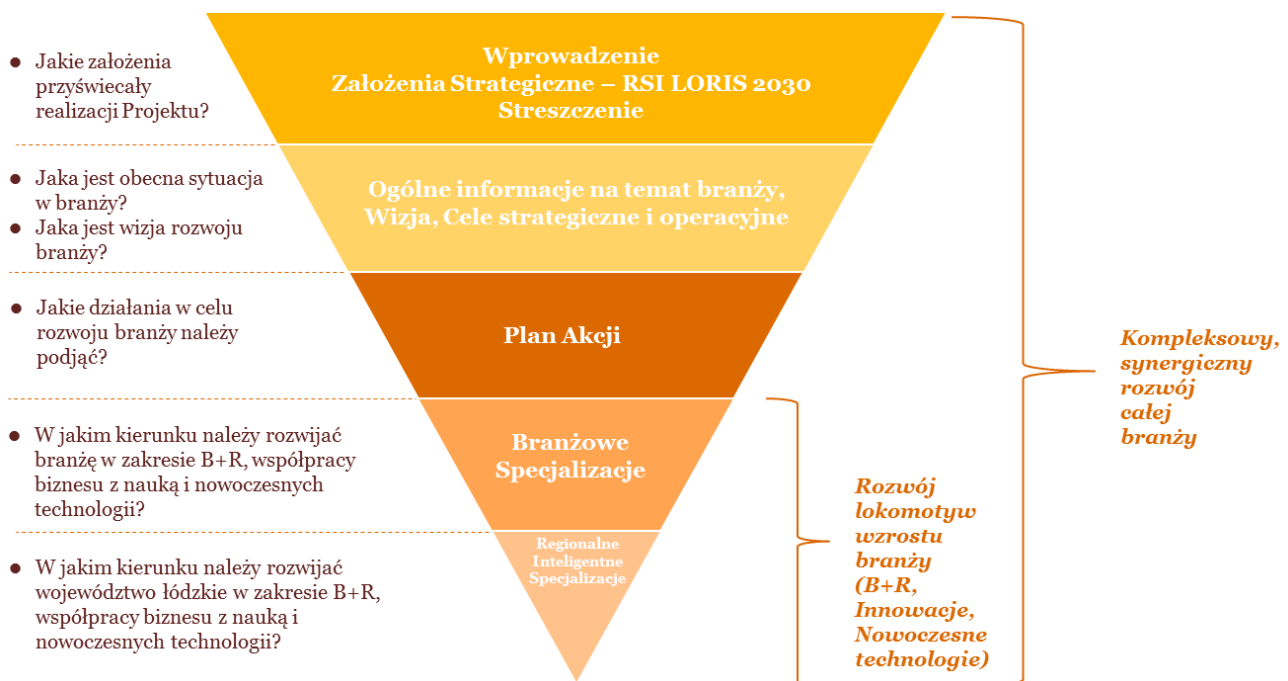 ● Jakie założenia
przyświecały
realizacji Projektu?
Wprowadzenie
Założenia Strategiczne – RSI LORIS 2030
Streszczenie
● Jaka jest obecna sytuacja
w branży?
● Jaka jest wizja rozwoju
branży?
Ogólne informacje na temat branży,
Wizja, Cele strategiczne i operacyjne
● Jakie działania w celu
rozwoju branży należy
podjąć?
Plan Akcji
● W jakim kierunku należy rozwijać
branżę w zakresie B+R, współpracy
biznesu z nauką i nowoczesnych
technologii?
Branżowe
Specjalizacje
● W jakim kierunku należy rozwijać
województwo łódzkie w zakresie B+R,
współpracy biznesu z nauką i
nowoczesnych technologii?
Regionalne
Inteligentne
Specjalizacje
Rozwój
lokomotyw
wzrostu
branży
(B+R,
Innowacje,
Nowoczesne
technologie)
Kompleksowy,
synergiczny
rozwój
całej
branży